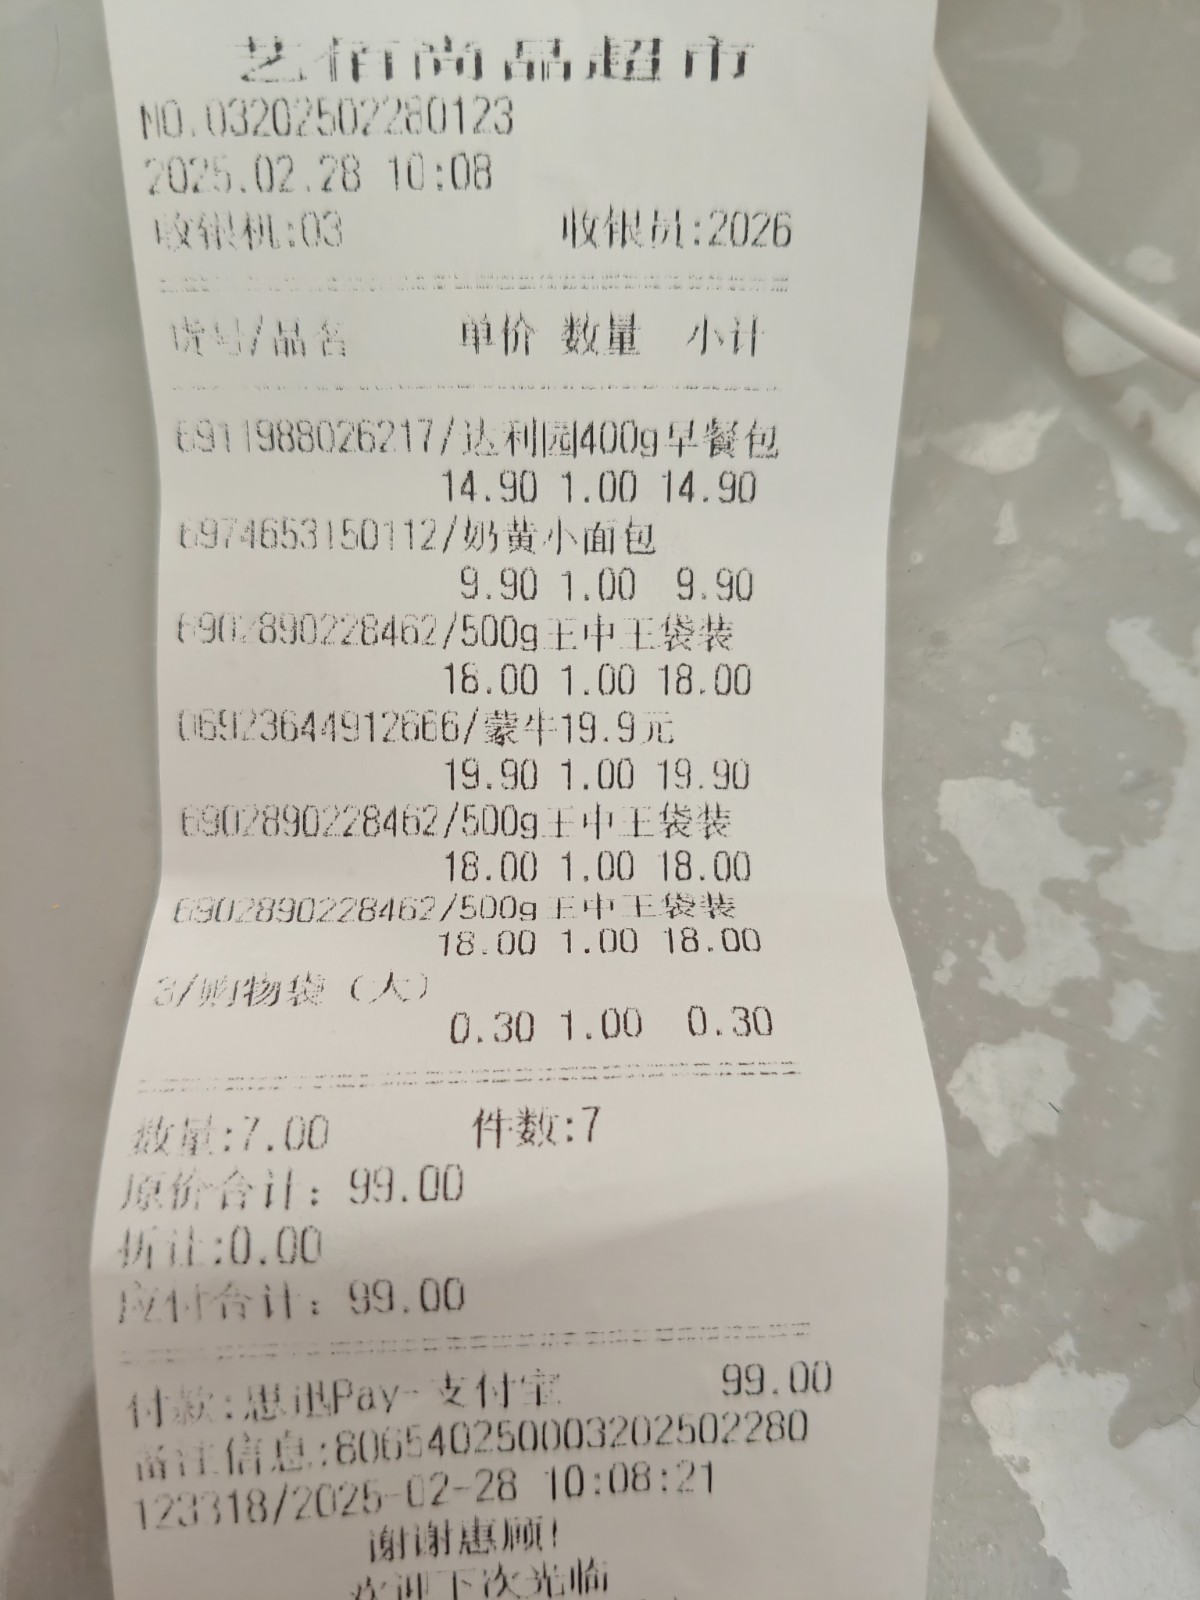 品尚百 超市
NO.03202502280123
2025.02.28 10:08
收银机:03 收银员:2026
货号/品名 单价 数量 小计
6911988026217/达利园400g早餐包
14.90 1.00 14.90
6974653150112/奶黄小面包
9.90 1.00 9.90
6902890228462/500g王中王袋装
18.00 1.00 18.00
06923644912666/蒙牛19.9元
19.90 1.00 19.90
6902890228462/500g王中王袋装
18.00 1.00 18.00
6902890228462/500g王中王袋装
18.00 1.00 18.00
3/购物袋（大）
0.30 1.00 0.30
数量:7.00 件数:7
原价合计: 99.00
折让:0.00
应付合计: 99.00
付款:思迅Pay-支付宝 99.00
备注信息:806540250003202502280
123318/2025-02-28 10:08:21
谢谢惠顾!
欢迎下次光临